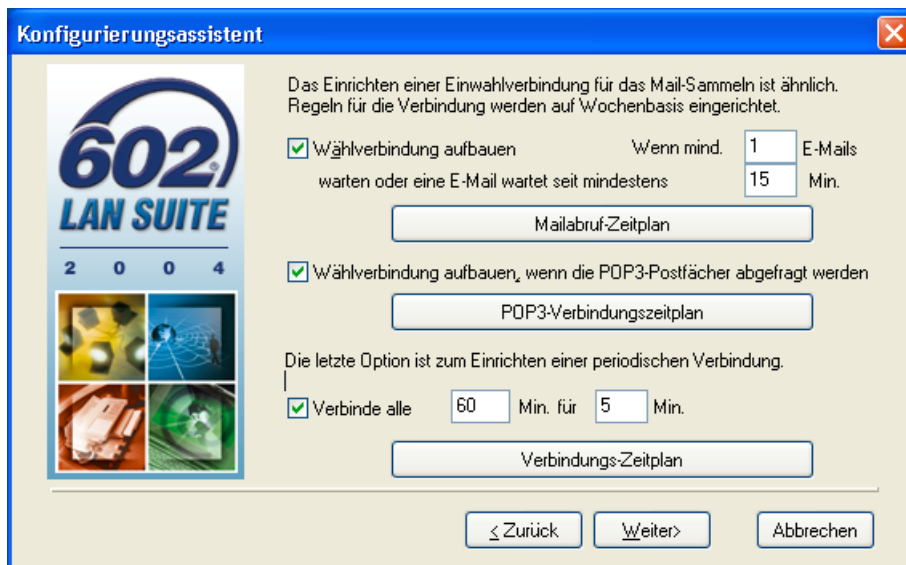 Konfigurierungsassistent
602
LAN SUITE
2 0 0 4
Das Einrichten einer Einwahlverbindung für das Mail-Sammeln ist ähnlich.
Regeln für die Verbindung werden auf Wochenbasis eingerichtet.
Wählverbindung aufbauen Wenn mind. 1 E-Mails
warten oder eine E-Mail wartet seit mindestens 15 Min.
Mailabruf-Zeitplan
Wählverbindung aufbauen, wenn die POP3-Postfächer abgefragt werden
POP3-Verbindungszeitplan
Die letzte Option ist zum Einrichten einer periodischen Verbindung.
Verbinde alle 60 Min. für 5 Min.
Verbindungs-Zeitplan
< Zurück Weiter> Abbrechen